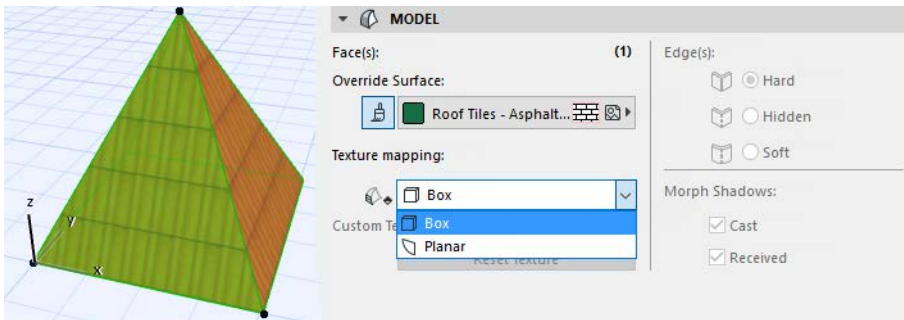 MODEL
Face(s): (1)
Override Surface:
Roof Tiles - Asphalt...
Texture mapping:
Box
Custom Te
Box
Planar
Reset Texture
Edge(s):
Hard
Hidden
Soft
Morph Shadows:
Cast
Received
z
y
x